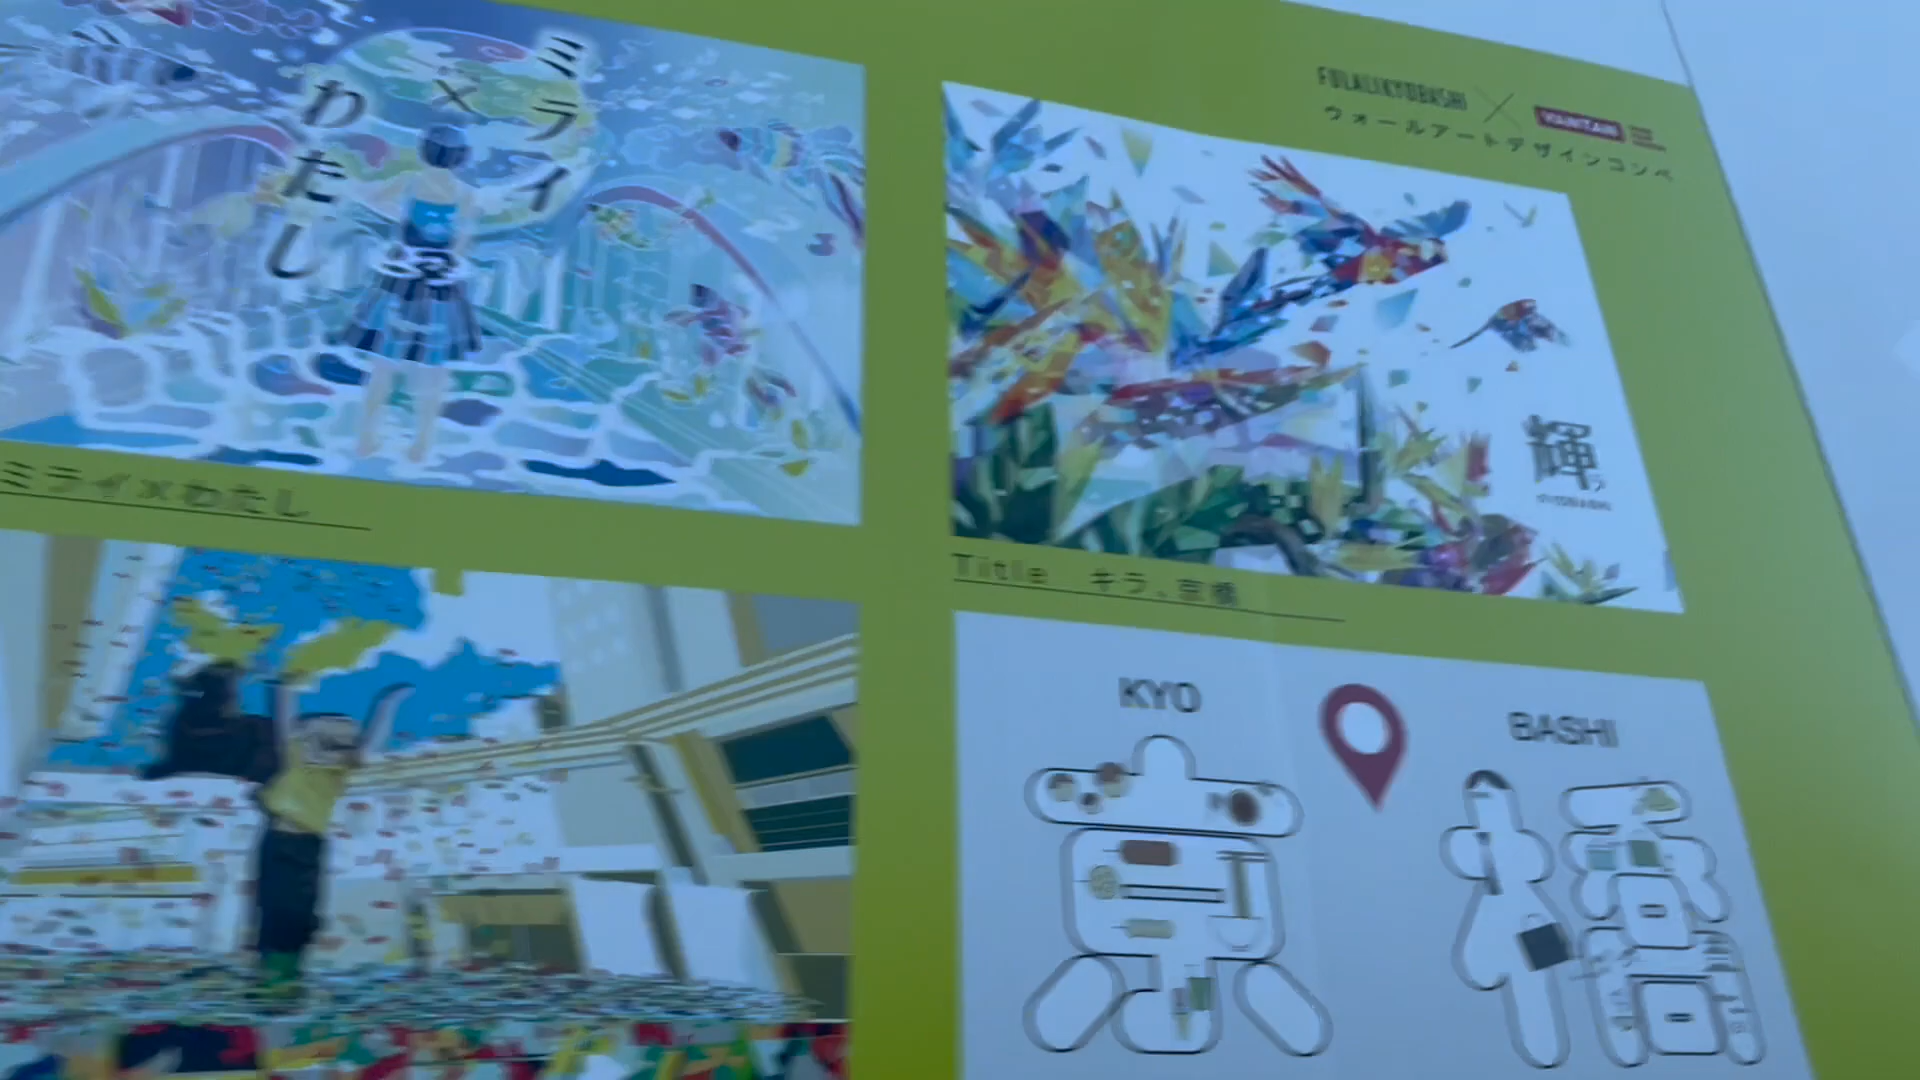 FULALI KYOBASHI × VANTAN
ウォールアートデザインコンペ
ミライ
×
わたし
ミライ×わたし
輝,
KYOBASHI
Title キラ、京橋
KYO
BASHI
京橋